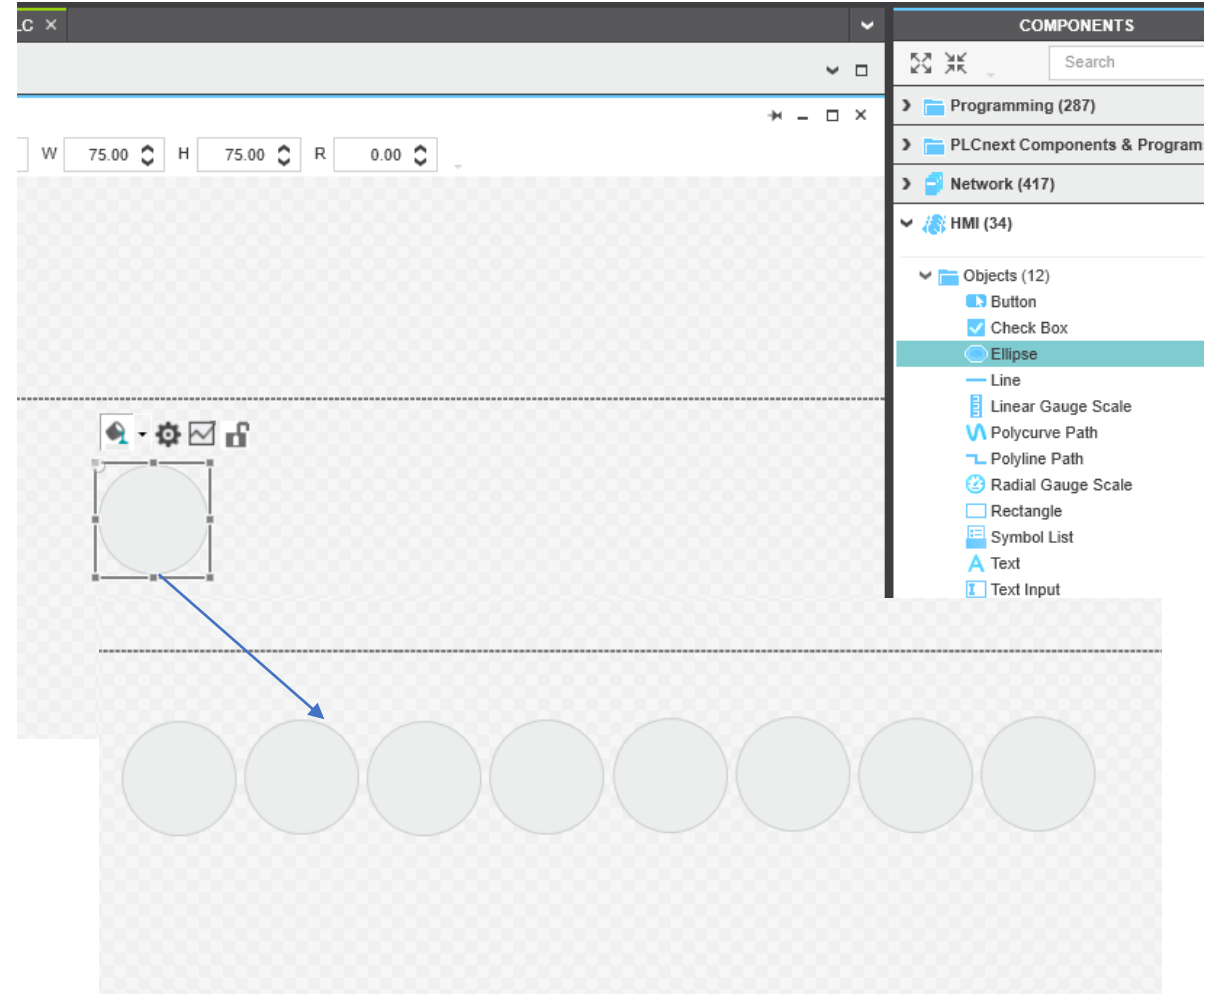 LC
COMPONENTS
Search
Programming (287)
PLCnext Components & Program
W 75.00 H 75.00 R 0.00
Network (417)
HMI (34)
Objects (12)
Button
Check Box
Ellipse
Line
Linear Gauge Scale
Polycurve Path
Polyline Path
Radial Gauge Scale
Rectangle
Symbol List
Text
Text Input